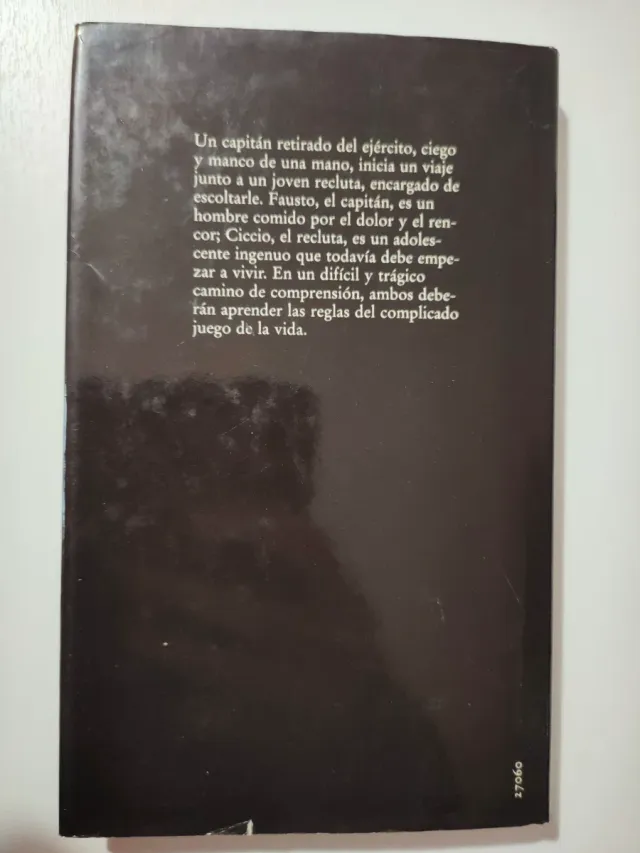 Un capitán retirado del ejército, ciego
y manco de una mano, inicia un viaje
junto a un joven recluta, encargado de
escoltarle. Fausto, el capitán, es un
hombre comido por el dolor y el ren-
cor; Ciccio, el recluta, es un adoles-
cente ingenuo que todavía debe empe-
zar a vivir. En un difícil y trágico
camino de comprensión, ambos debe-
rán aprender las reglas del complicado
juego de la vida.
27060